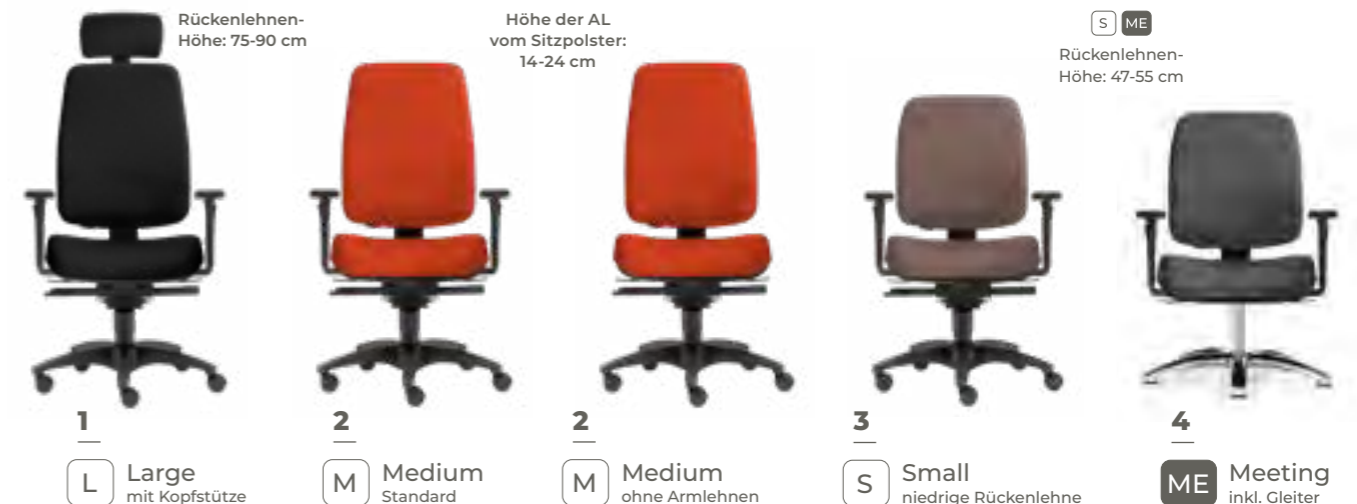 Rückenlehnen-
Höhe: 75-90 cm
Höhe der AL
vom Sitzpolster:
14-24 cm
S ME
Rückenlehnen-
Höhe: 47-55 cm
1
L Large
mit Kopfstütze
2
M Medium
Standard
2
M Medium
ohne Armlehnen
3
S Small
niedrige Rückenlehne
4
ME Meeting
inkl. Gleiter